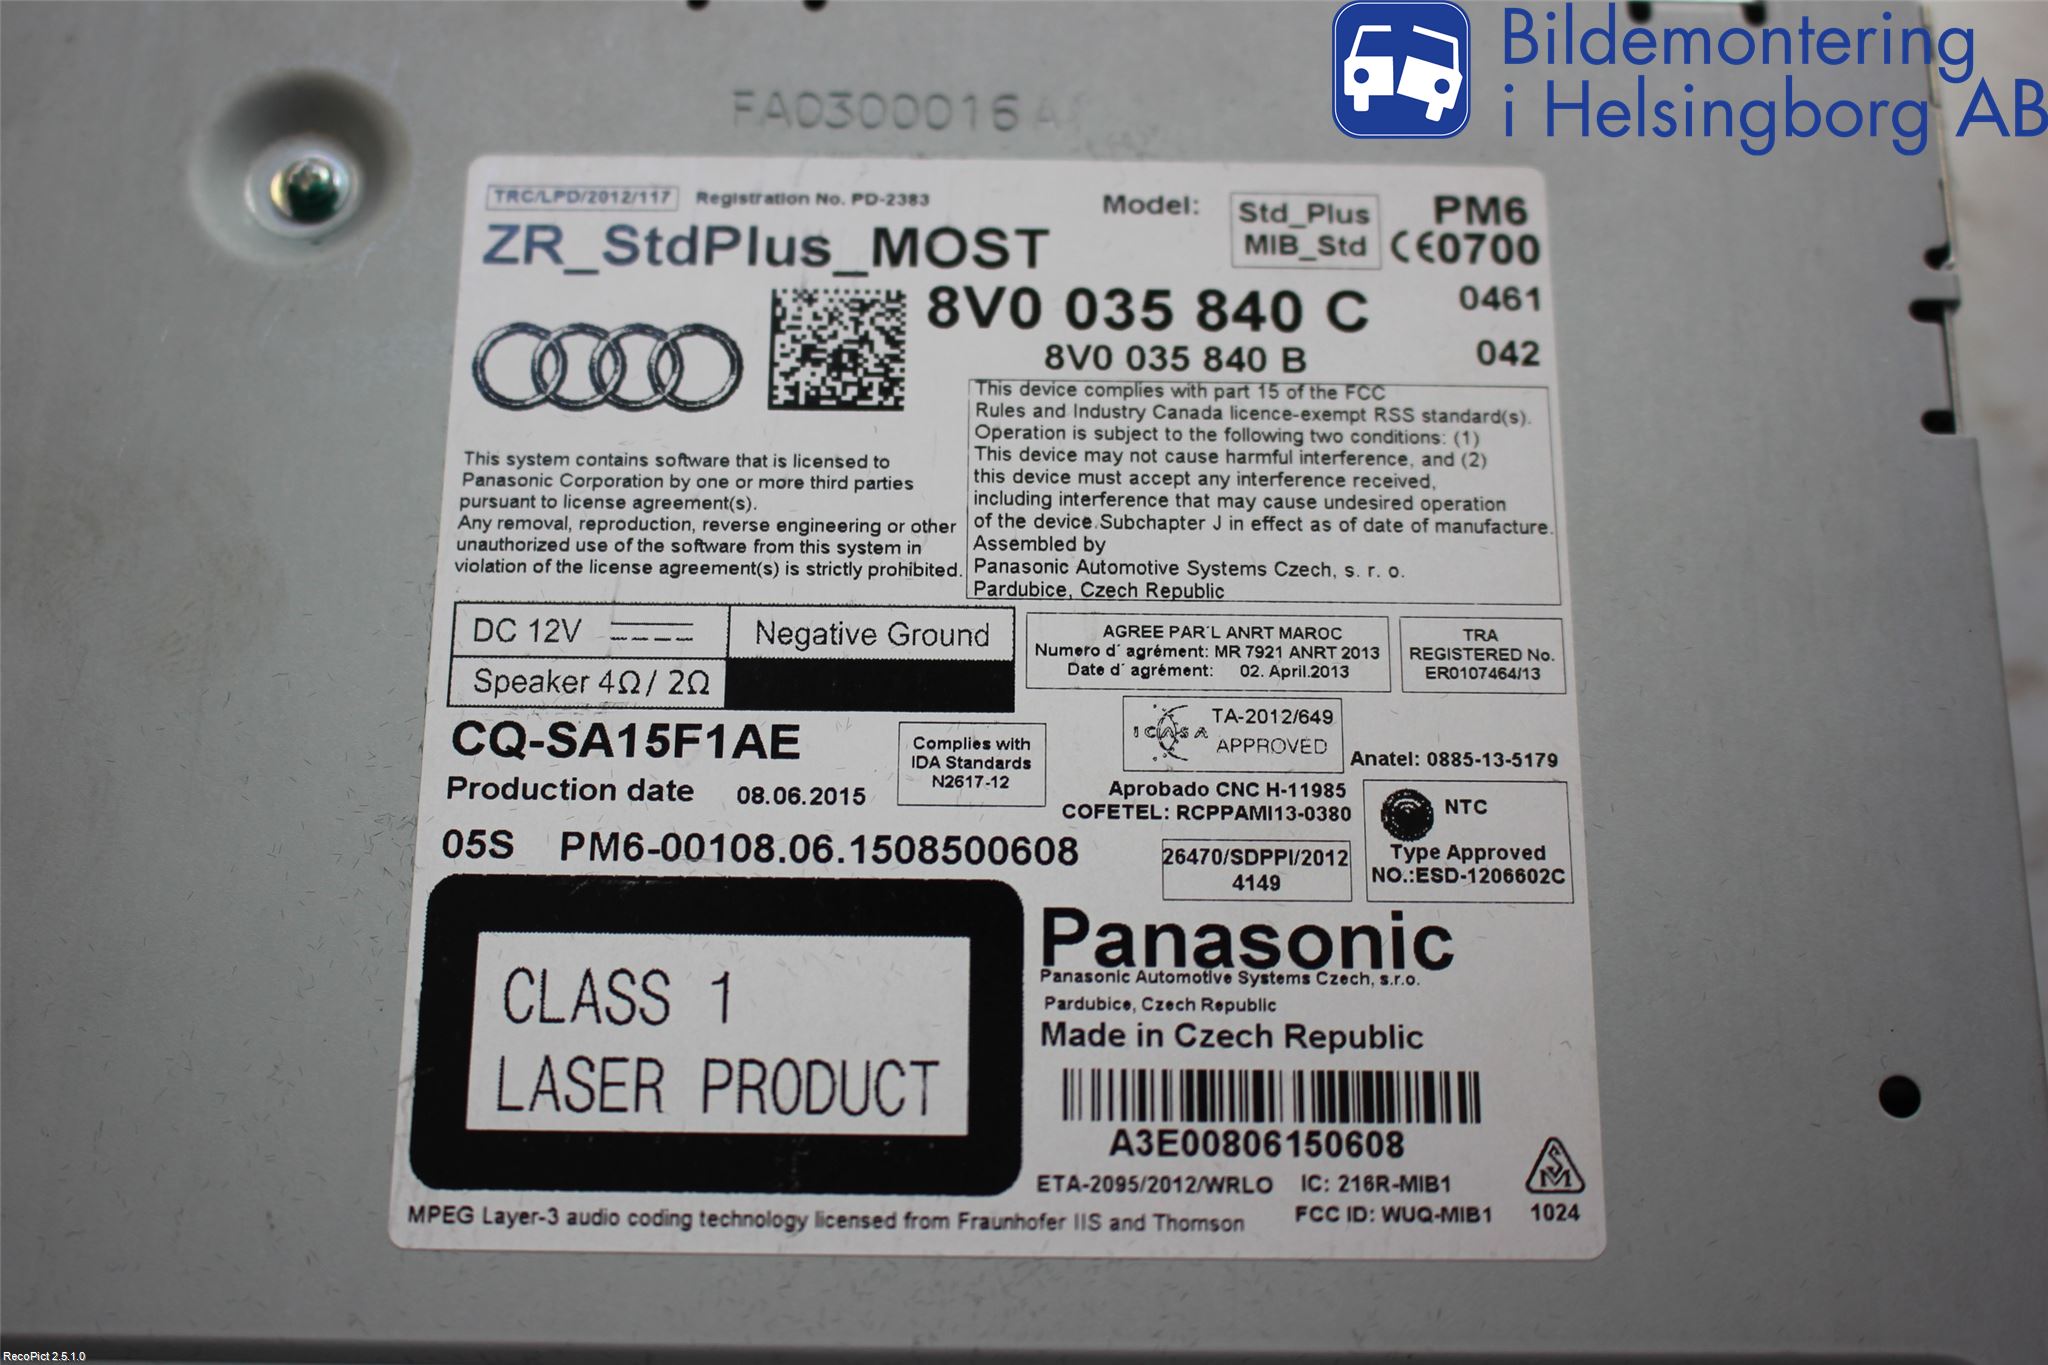 Bildemontering
i Helsingborg AB
FA0300016 A
TRC/LPD/2012/117 Registration No. PD-2383
Model: Std_Plus MIB_Std
PM6
CE0700
ZR_StdPlus_MOST
8V0 035 840 C
0461
8V0 035 840 B
042
This device complies with part 15 of the FCC
Rules and Industry Canada licence-exempt RSS standard(s).
Operation is subject to the following two conditions: (1)
This device may not cause harmful interference, and (2)
this device must accept any interference received,
including interference that may cause undesired operation
of the device.Subchapter J in effect as of date of manufacture.
Assembled by
Panasonic Automotive Systems Czech, s. r. o.
Pardubice, Czech Republic
This system contains software that is licensed to
Panasonic Corporation by one or more third parties
pursuant to license agreement(s).
Any removal, reproduction, reverse engineering or other
unauthorized use of the software from this system in
violation of the license agreement(s) is strictly prohibited.
DC 12V
Negative Ground
Speaker 4Ω / 2Ω
AGREE PAR´L ANRT MAROC
Numero d´ agrément: MR 7921 ANRT 2013
Date d´ agrément: 02. April.2013
TRA
REGISTERED No.
ER0107464/13
CQ-SA15F1AE
Complies with
IDA Standards
N2617-12
ICASA
TA-2012/649
APPROVED
Anatel: 0885-13-5179
Production date 08.06.2015
Aprobado CNC H-11985
COFETEL: RCPPAMI13-0380
NTC
Type Approved
NO.:ESD-1206602C
05S PM6-00108.06.1508500608
26470/SDPPI/2012
4149
CLASS 1
LASER PRODUCT
Panasonic
Panasonic Automotive Systems Czech, s.r.o.
Pardubice, Czech Republic
Made in Czech Republic
A3E00806150608
ETA-2095/2012/WRLO IC: 216R-MIB1
FCC ID: WUQ-MIB1
SM
1024
MPEG Layer-3 audio coding technology licensed from Fraunhofer IIS and Thomson
RecoPict 2.5.1.0